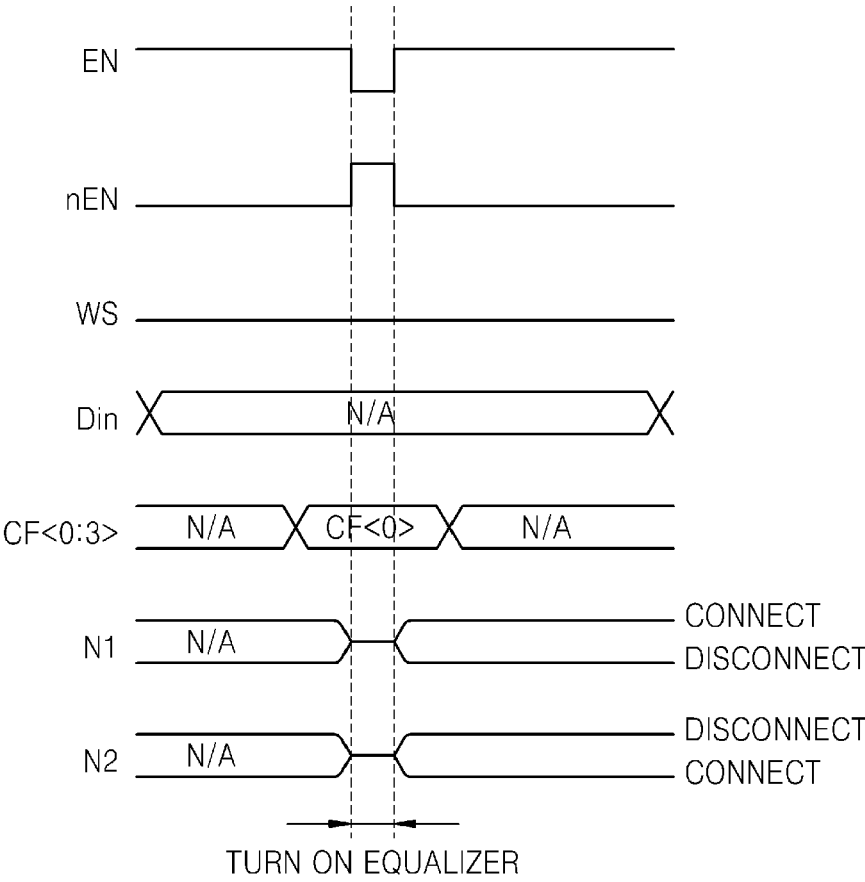 EN
nEN
WS
Din N/A
CF<0:3> N/A CF<0> N/A
CONNECT
N1 N/A
DISCONNECT
DISCONNECT
N2 N/A
CONNECT
TURN ON EQUALIZER